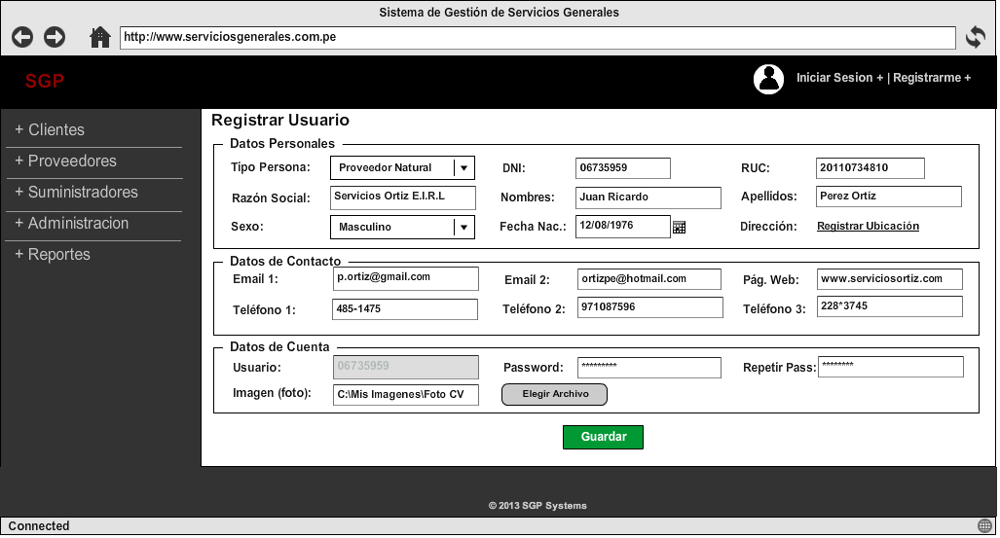 Sistema de Gestión de Servicios Generales
http://www.serviciosgenerales.com.pe
SGP
Iniciar Sesion + | Registrarme +
+ Clientes
+ Proveedores
+ Suministradores
+ Administracion
+ Reportes
Registrar Usuario
Datos Personales
Tipo Persona: Proveedor Natural DNI: 06735959 RUC: 20110734810
Razón Social: Servicios Ortiz E.I.R.L Nombres: Juan Ricardo Apellidos: Perez Ortiz
Sexo: Masculino Fecha Nac.: 12/08/1976 Dirección: Registrar Ubicación
Datos de Contacto
Email 1: p.ortiz@gmail.com Email 2: ortizpe@hotmail.com Pág. Web: www.serviciosortiz.com
Teléfono 1: 485-1475 Teléfono 2: 971087596 Teléfono 3: 228*3745
Datos de Cuenta
Usuario: 06735959 Password: ********* Repetir Pass: ********
Imagen (foto): C:\Mis Imagenes\Foto CV Elegir Archivo
Guardar
© 2013 SGP Systems
Connected